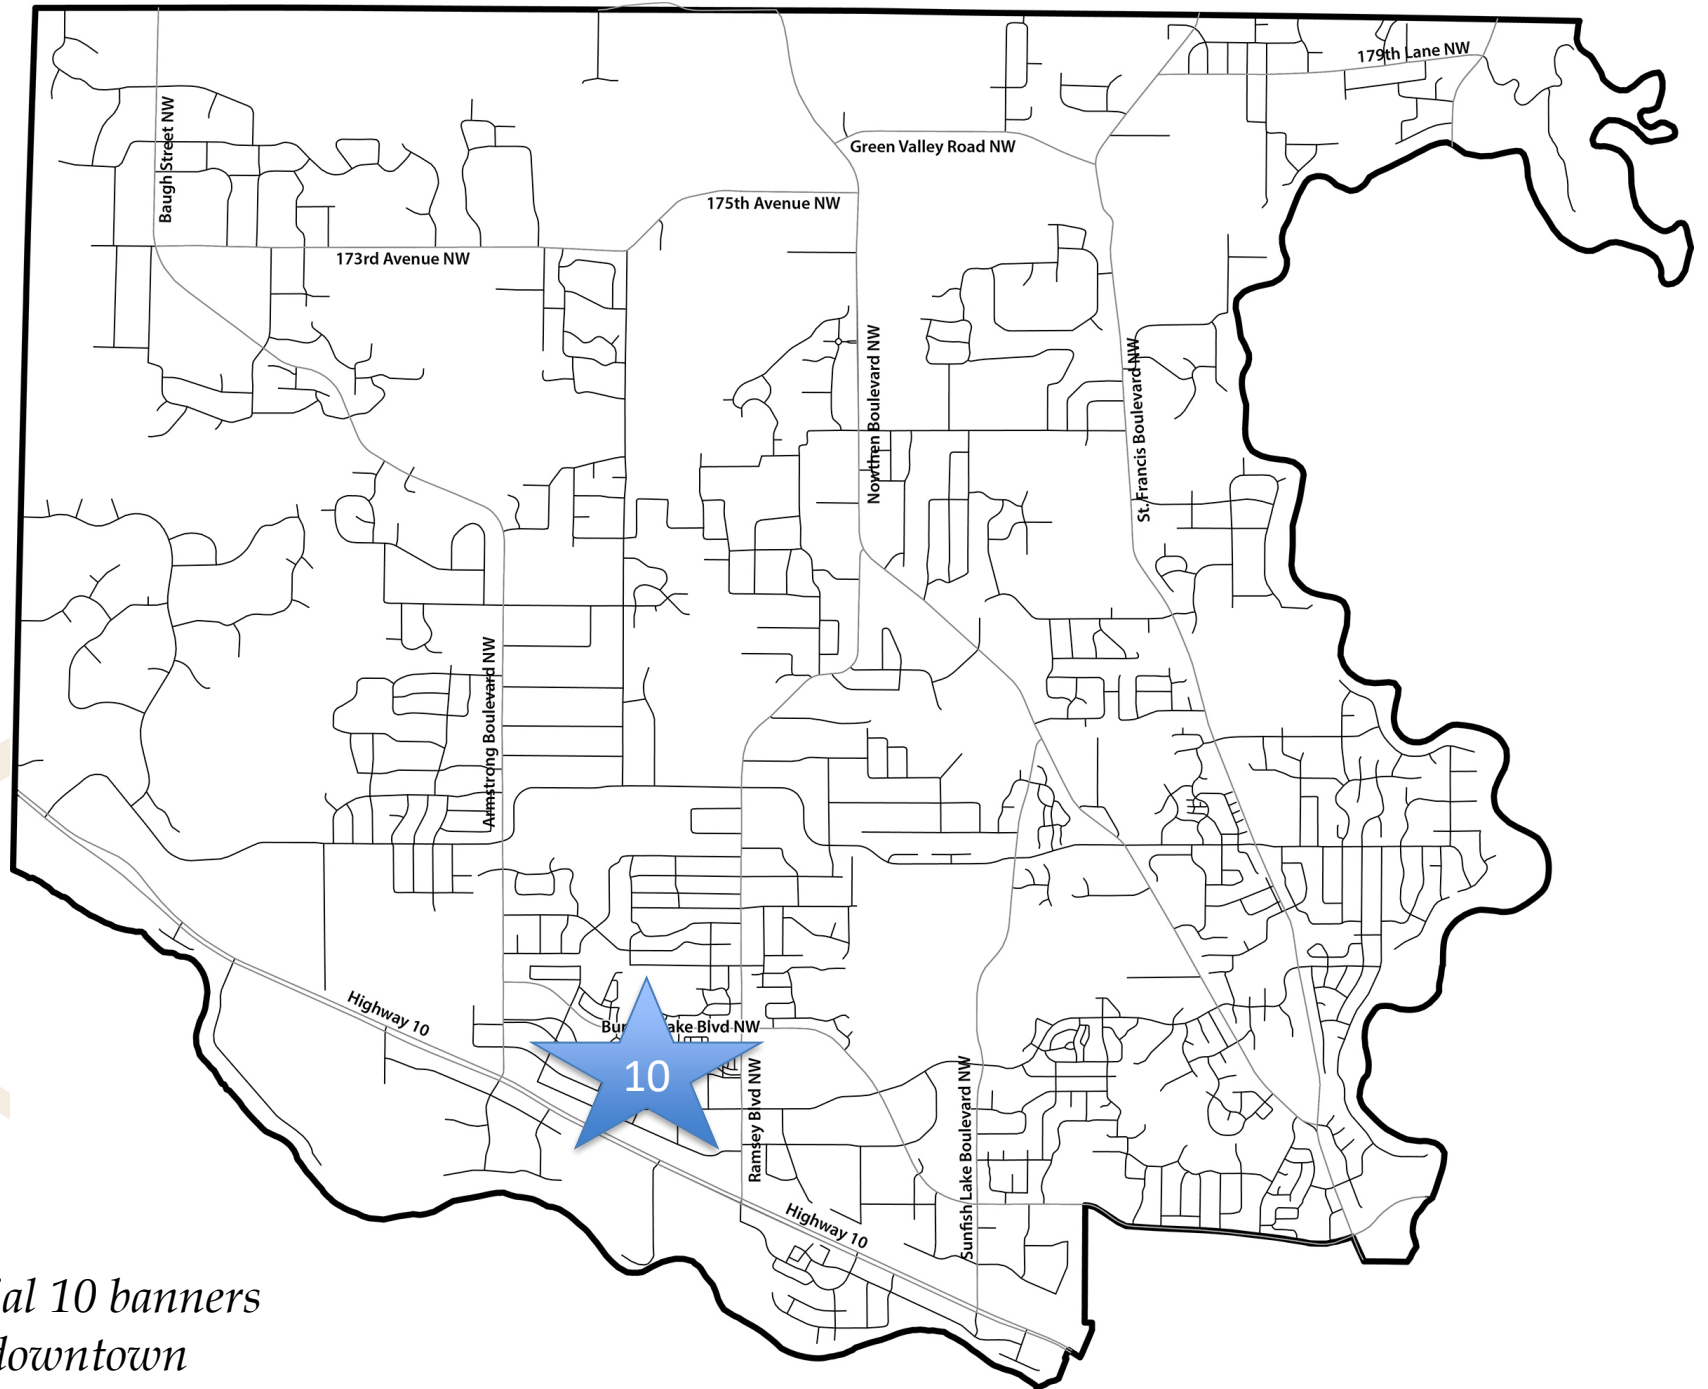 179th Lane NW
Green Valley Road NW
Baugh Street NW
175th Avenue NW
173rd Avenue NW
Nowthen Boulevard NW
St. Francis Boulevard NW
Armstrong Boulevard NW
Highway 10
Blvd NW
10
Ramsey Blvd NW
Sunfish Lake Boulevard NW
Highway 10
10 banners
downtown